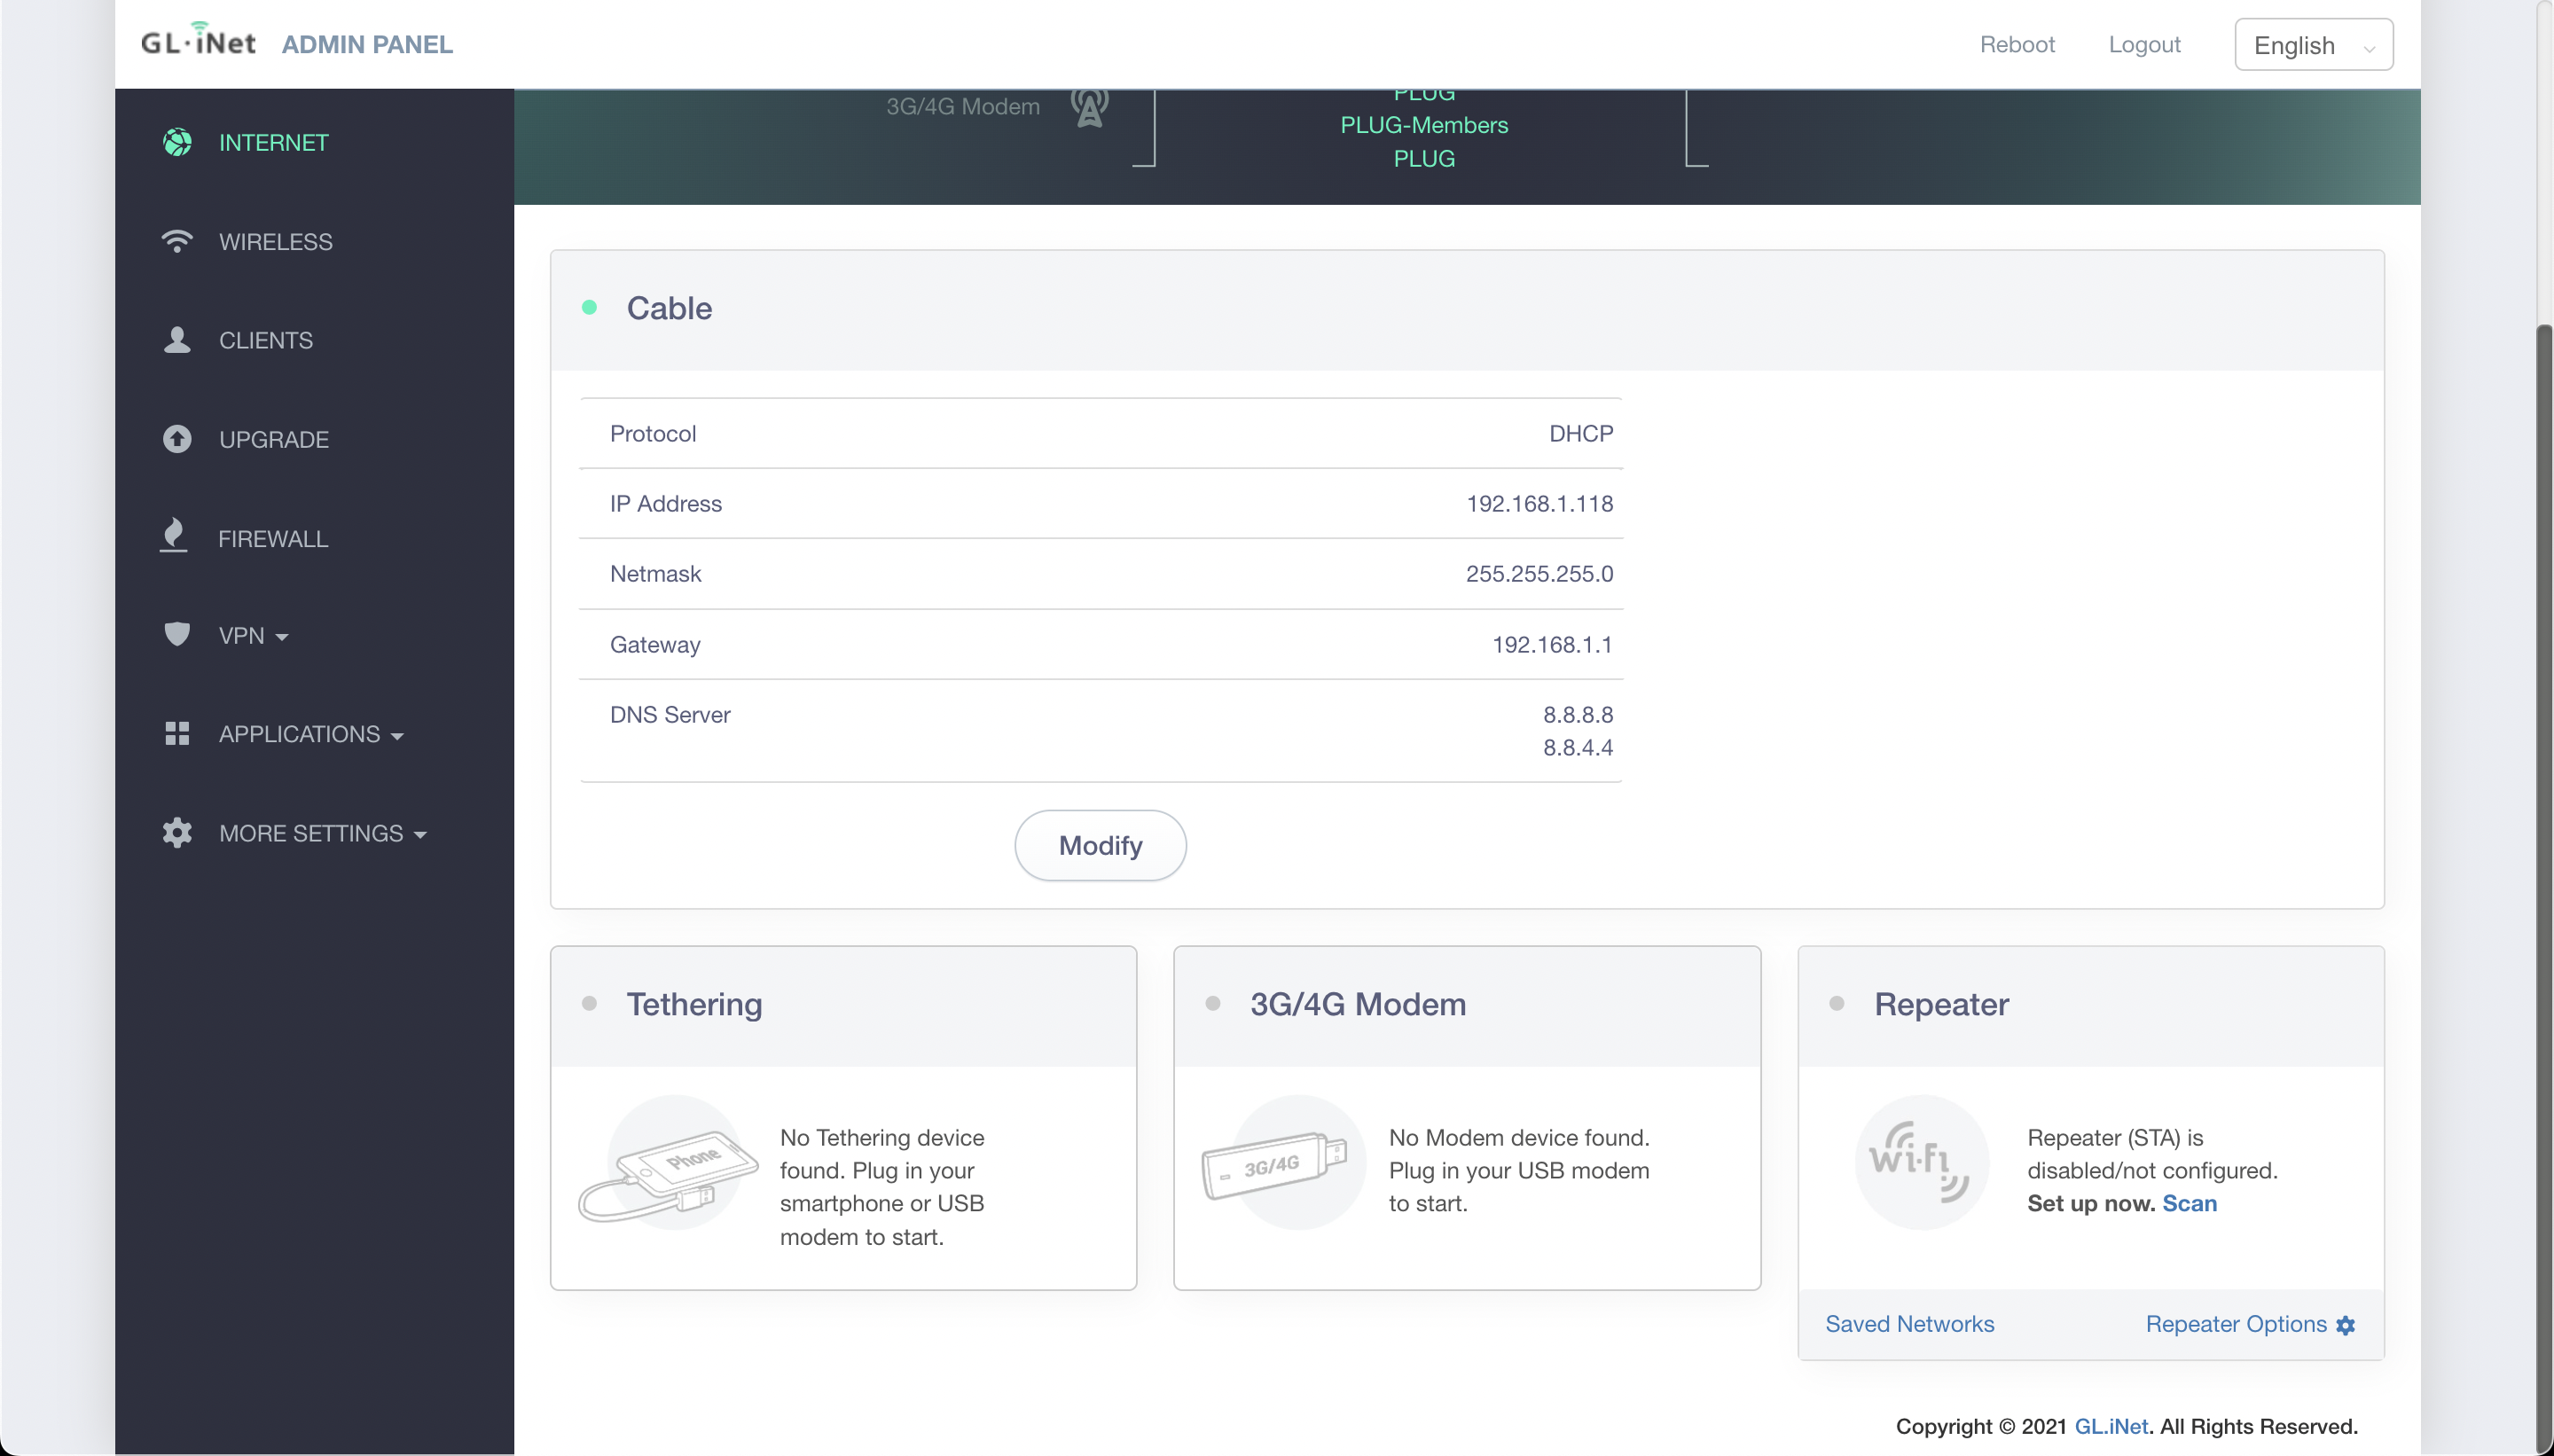 GL·iNet ADMIN PANEL
Reboot
Logout
English
INTERNET
WIRELESS
CLIENTS
UPGRADE
FIREWALL
VPN
APPLICATIONS
MORE SETTINGS
3G/4G Modem
PLUG
PLUG-Members
PLUG
Cable
Protocol DHCP
IP Address 192.168.1.118
Netmask 255.255.255.0
Gateway 192.168.1.1
DNS Server 8.8.8.8
8.8.4.4
Modify
Tethering
Phone
No Tethering device
found. Plug in your
smartphone or USB
modem to start.
3G/4G Modem
3G/4G
No Modem device found.
Plug in your USB modem
to start.
Repeater
Wi-Fi
Repeater (STA) is
disabled/not configured.
Set up now. Scan
Saved Networks
Repeater Options
Copyright © 2021 GL.iNet. All Rights Reserved.